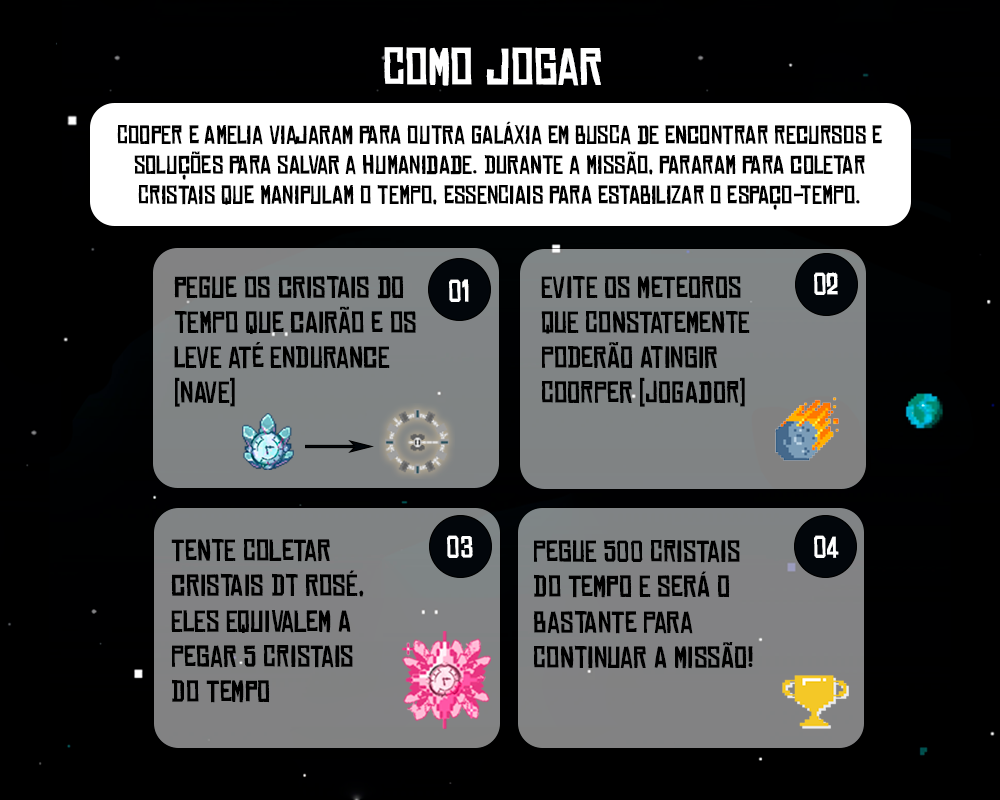 COMO JOGAR
COOPER E AMELIA VIAJARAM PARA OUTRA GALÁXIA EM BUSCA DE ENCONTRAR RECURSOS E
SOLUÇÕES PARA SALVAR A HUMANIDADE. DURANTE A MISSÃO, PARARAM PARA COLETAR
CRISTAIS QUE MANIPULAM O TEMPO, ESSENCIAIS PARA ESTABILIZAR O ESPAÇO-TEMPO.
01
PEGUE OS CRISTAIS DO
TEMPO QUE CAIRÃO E OS
LEVE ATÉ ENDURANCE
[NAVE]
02
EVITE OS METEOROS
QUE CONSTATEMENTE
PODERÃO ATINGIR
COORPER [JOGADOR]
03
TENTE COLETAR
CRISTAIS DT ROSÉ,
ELES EQUIVALEM A
PEGAR 5 CRISTAIS
DO TEMPO
04
PEGUE 500 CRISTAIS
DO TEMPO E SERÁ O
BASTANTE PARA
CONTINUAR A MISSÃO!